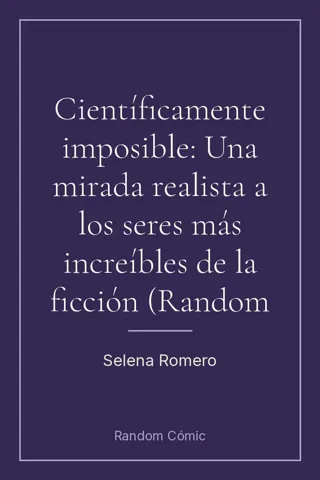 Científicamente
imposible: Una
mirada realista a
los seres más
increíbles de la
ficción (Random
Selena Romero
Random Cómic